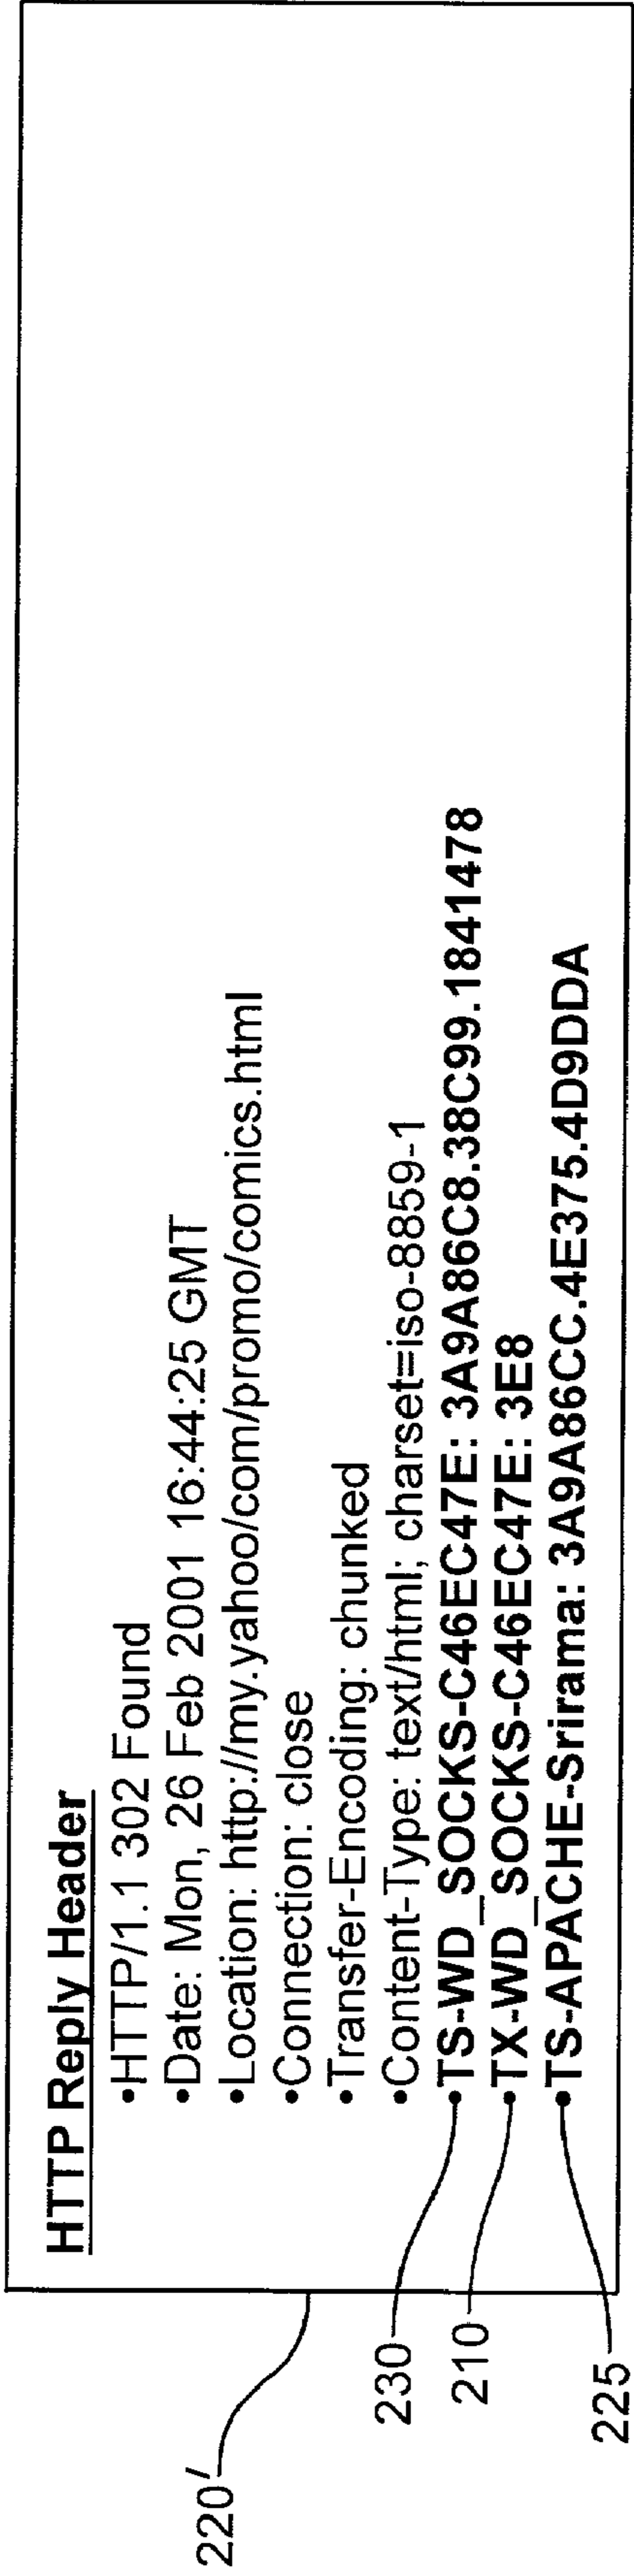 HTTP Reply Header
•HTTP/1.1 302 Found
•Date: Mon, 26 Feb 2001 16:44:25 GMT
•Location: http://my.yahoo/com/promo/comics.html
•Connection: close
•Transfer-Encoding: chunked
•Content-Type: text/html; charset=iso-8859-1
•TS-WD_SOCKS-C46EC47E: 3A9A86C8.38C99.1841478
•TX-WD_SOCKS-C46EC47E: 3E8
•TS-APACHE-Srirama: 3A9A86CC.4E375.4D9DDA
220'
230
210
225